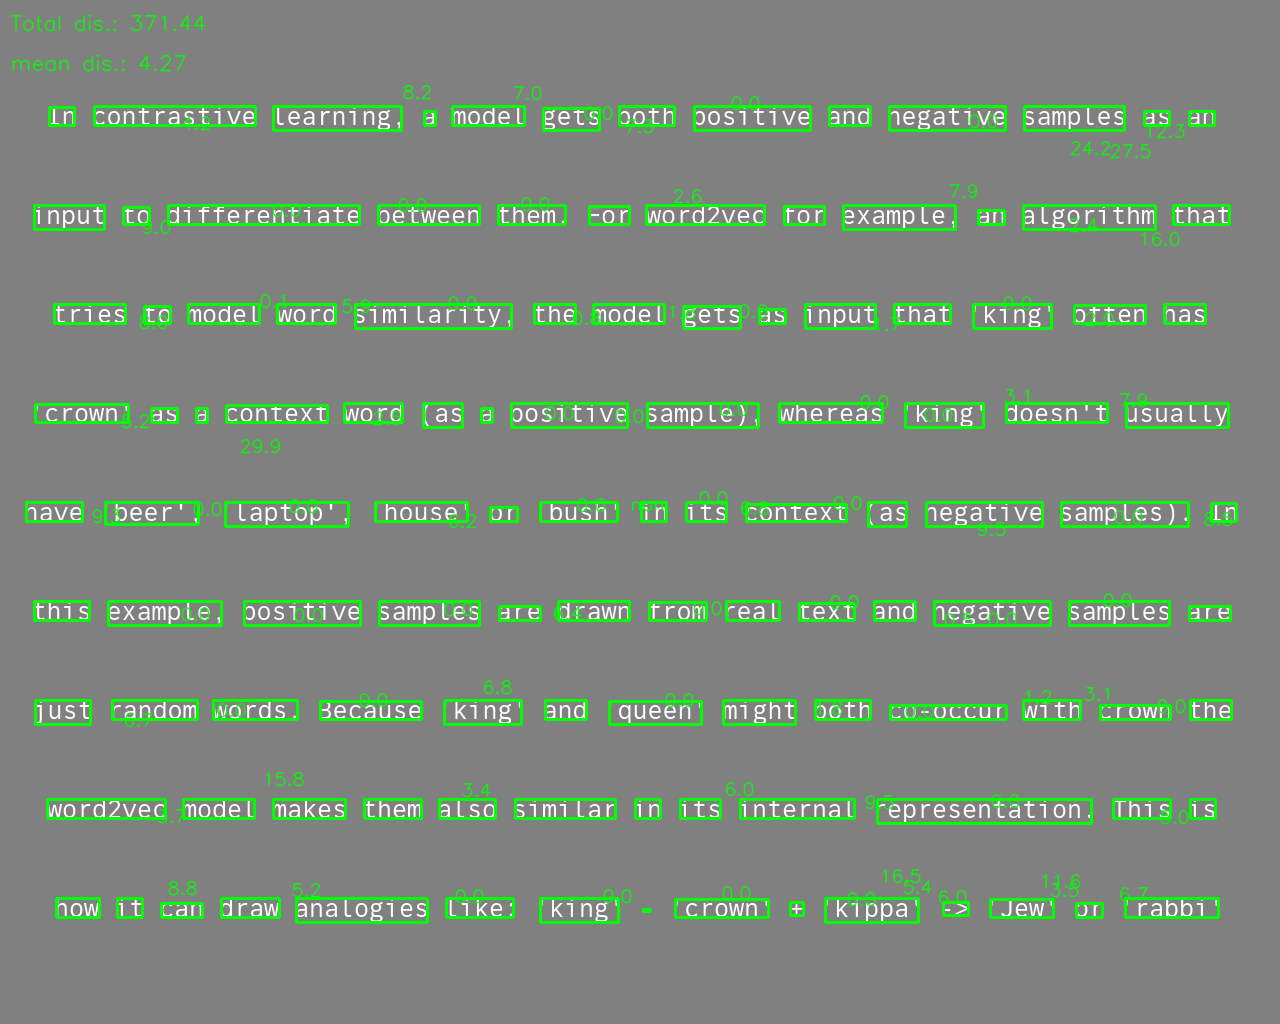 Total dis.: 371.44
mean dis.: 4.27
In contrastive learning, a model gets both positive and negative samples as an
input to differentiate between them. For word2vec for example, an algorithm that
tries to model word similarity, the model gets as input that 'king' often has
'crown' as a context word (as a positive sample), whereas 'king' doesn't usually
have 'beer', 'laptop', 'house' or 'bush' in its context (as negative samples). In
this example, positive samples are drawn from real text and negative samples are
just random words. Because 'king' and 'queen' might both co-occur with crown the
word2vec-model makes them also similar in its internal representation. This is
how it can draw analogies like: 'king' - 'crown' + 'kippa' -> 'Jew' or 'rabbi'